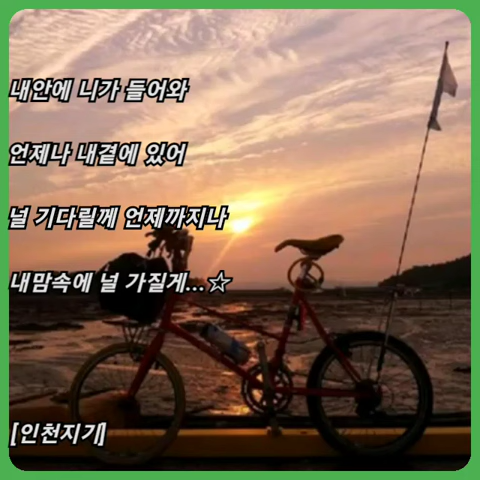 내안에 니가 들어와
언제나 내곁에 있어
널 기다릴께 언제까지나
내맘속에 널 가질게...☆
[인천지기]